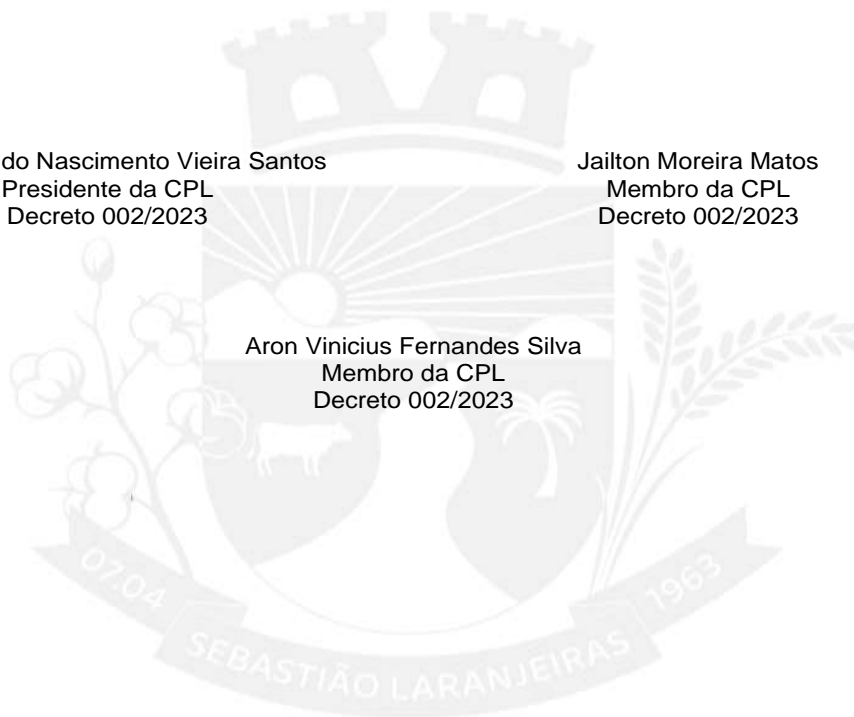 do Nascimento Vieira Santos
Presidente da CPL
Decreto 002/2023
Jailton Moreira Matos
Membro da CPL
Decreto 002/2023
Aron Vinicius Fernandes Silva
Membro da CPL
Decreto 002/2023
07.04
SEBASTIÃO LARANJEIRAS
1963